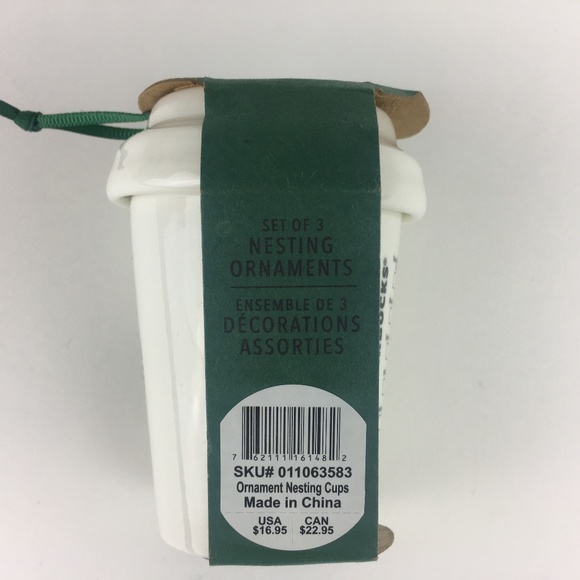 SET OF 3
NESTING
ORNAMENTS
ENSEMBLE DE 3
DÉCORATIONS
ASSORTIES
7 62111 16148 2
SKU# 011063583
Ornament Nesting Cups
Made in China
USA CAN
$16.95 $22.95